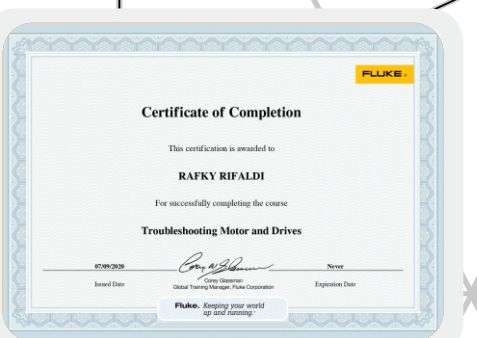 FLUKE.
Certificate of Completion
This certification is awarded to
RAFKY RIFALDI
For successfully completing the course
Troubleshooting Motor and Drives
07/09/2020
Never
Issued Date
Corey Glassman
Global Training Manager, Fluke Corporation
Expiration Date
Fluke. Keeping your world
up and running.®